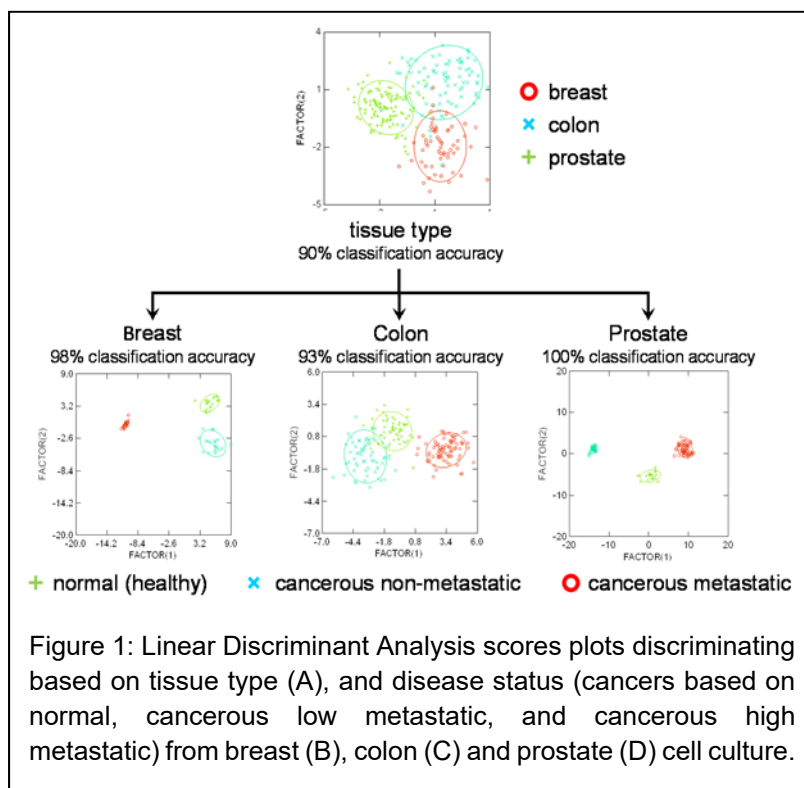 4
1
-2
-5
FACTOR(2)
breast
colon
prostate
tissue type
90% classification accuracy
Breast
98% classification accuracy
Colon
93% classification accuracy
Prostate
100% classification accuracy
9.0
3.2
-2.6
-8.4
-14.2
-20.0
FACTOR(2)
-20.0 -14.2 -8.4 -2.6 3.2 9.0
FACTOR(1)
6.0
3.4
0.8
-1.8
-4.4
-7.0
FACTOR(2)
-7.0 -4.4 -1.8 0.8 3.4 6.0
FACTOR(1)
20
10
0
-10
-20
FACTOR(2)
-20 -10 0 10 20
FACTOR(1)
normal (healthy) cancerous non-metastatic cancerous metastatic
Figure 1: Linear Discriminant Analysis scores plots discriminating
based on tissue type (A), and disease status (cancers based on
normal, cancerous low metastatic, and cancerous high
metastatic) from breast (B), colon (C) and prostate (D) cell culture.